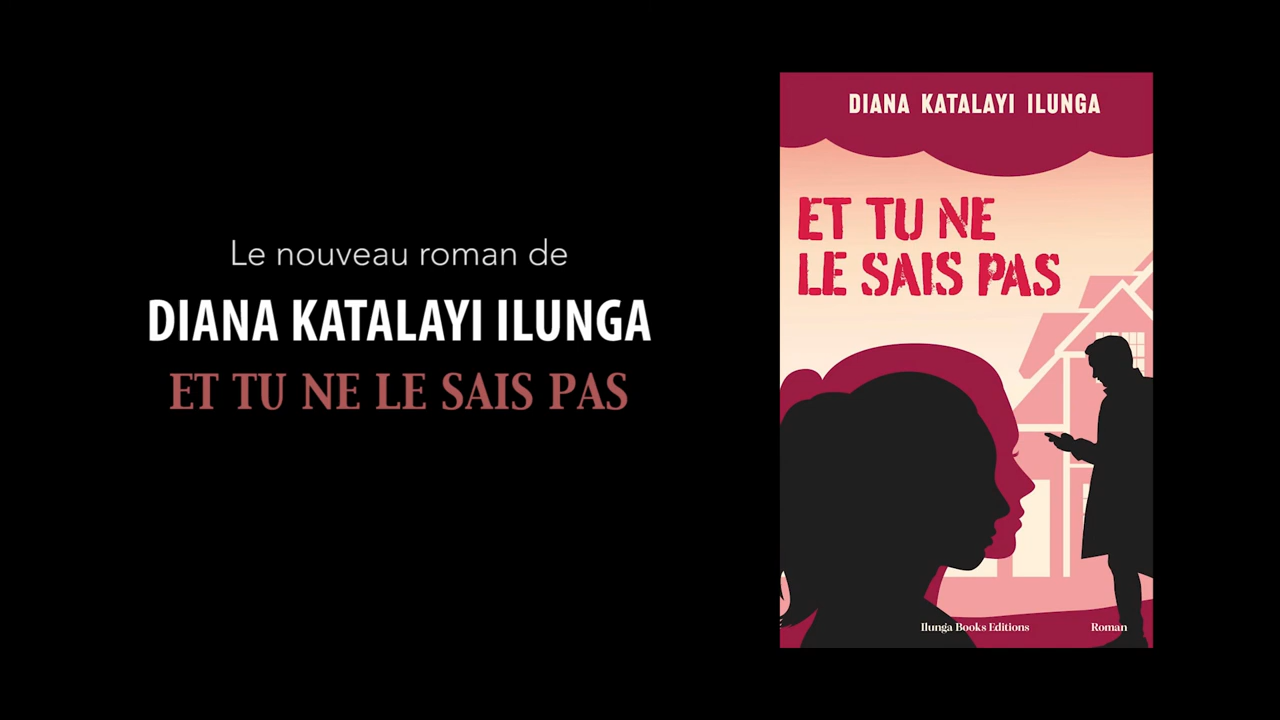 Le nouveau roman de
DIANA KATALAYI ILUNGA
ET TU NE LE SAIS PAS
DIANA KATALAYI ILUNGA
ET TU NE
LE SAIS PAS
Ilunga Books Editions
Roman